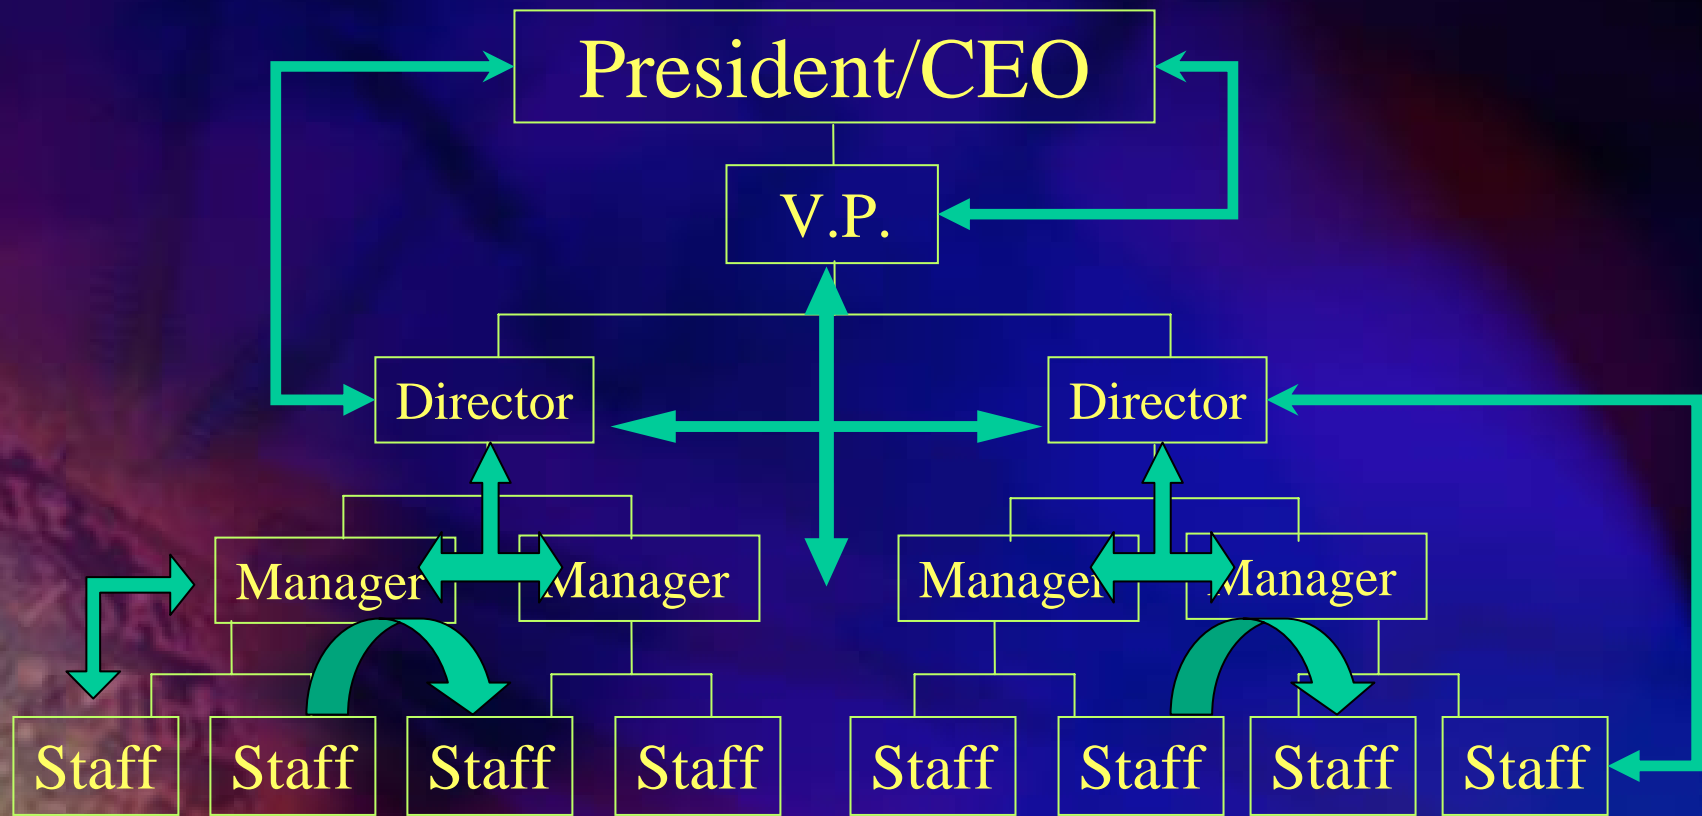 President/CEO
V.P.
Director Director
Manager Manager Manager Manager
Staff Staff Staff Staff Staff Staff Staff Staff